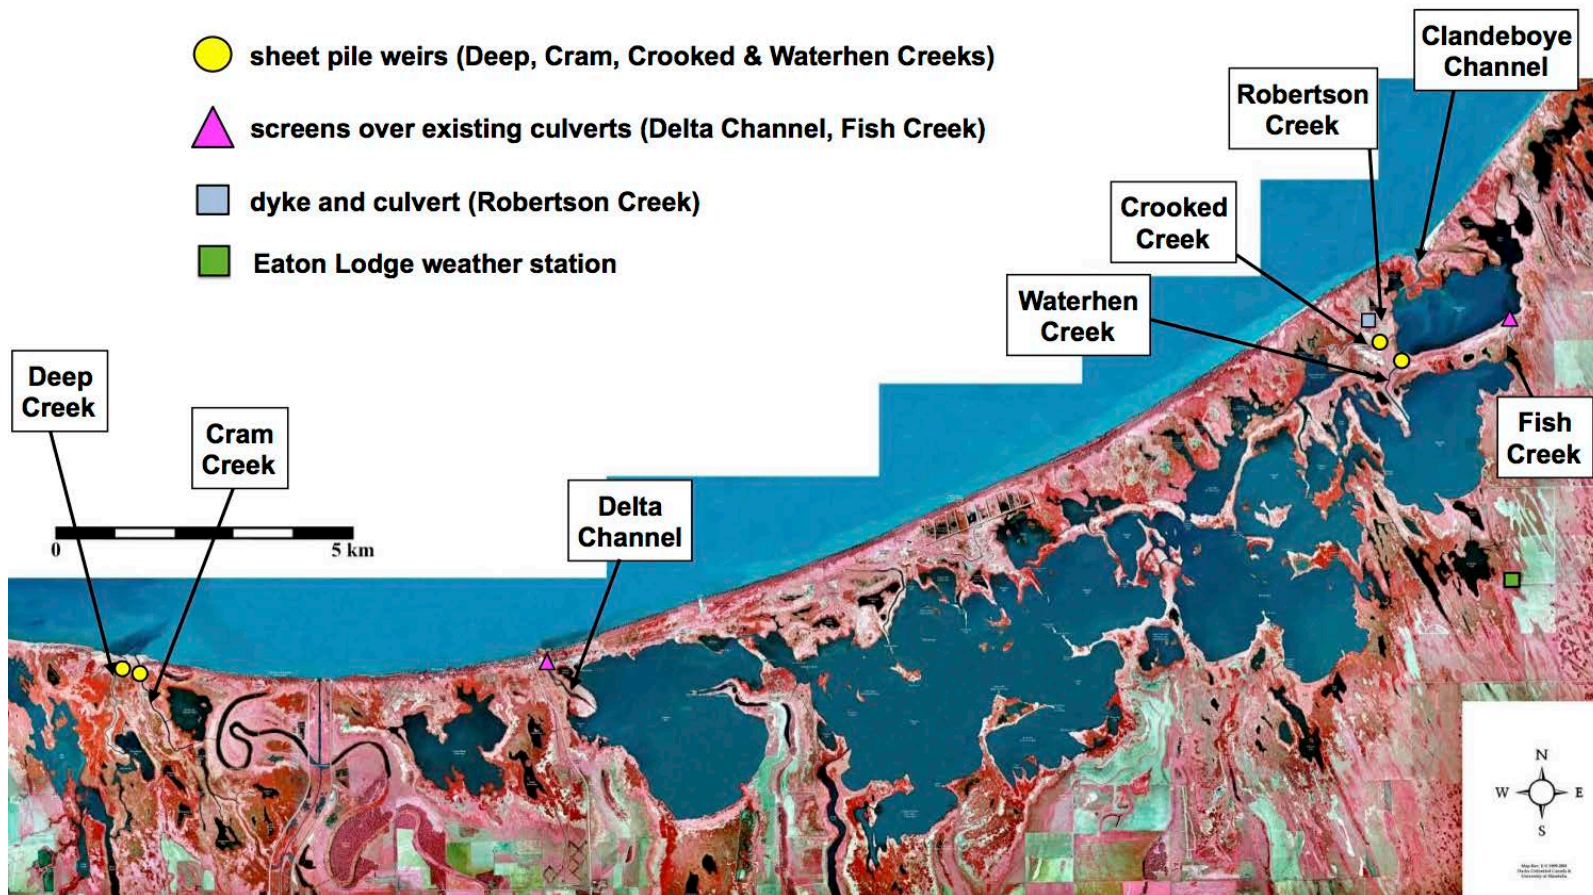 sheet pile weirs (Deep, Cram, Crooked & Waterhen Creeks)
screens over existing culverts (Delta Channel, Fish Creek)
dyke and culvert (Robertson Creek)
Eaton Lodge weather station
Clandeboye
Channel
Robertson
Creek
Crooked
Creek
Waterhen
Creek
Deep
Creek
Cram
Creek
Delta
Channel
Fish
Creek
0 5 km
N
W E
S